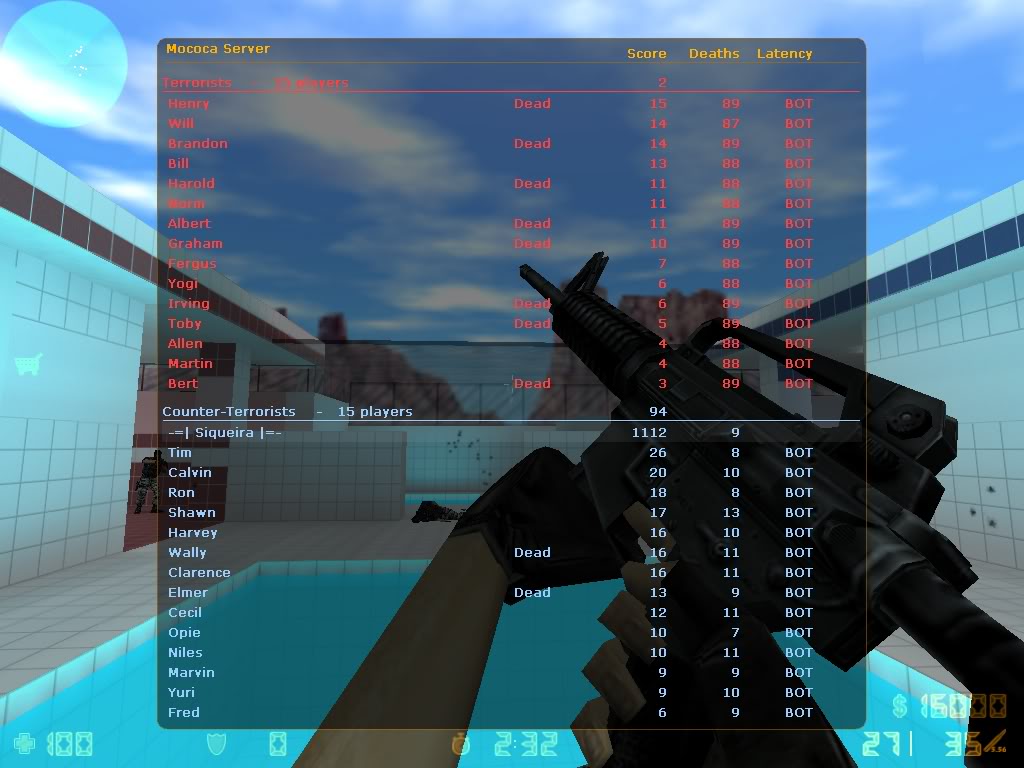 Mococa Server Score Deaths Latency
Terrorists - 15 players 2
Henry Dead 15 89 BOT
Will 14 87 BOT
Brandon Dead 14 89 BOT
Bill 13 88 BOT
Harold Dead 11 88 BOT
Norm 11 88 BOT
Albert Dead 11 89 BOT
Graham Dead 10 89 BOT
Fergus 7 88 BOT
Yogi 6 88 BOT
Irving Dead 6 89 BOT
Toby Dead 5 89 BOT
Allen 4 88 BOT
Martin 4 88 BOT
Bert Dead 3 89 BOT
Counter-Terrorists - 15 players 94
-=| Siqueira |=- 1112 9
Tim 26 8 BOT
Calvin 20 10 BOT
Ron 18 8 BOT
Shawn 17 13 BOT
Harvey 16 10 BOT
Wally Dead 16 11 BOT
Clarence 16 11 BOT
Elmer Dead 13 9 BOT
Cecil 12 11 BOT
Opie 10 7 BOT
Niles 10 11 BOT
Marvin 9 9 BOT
Yuri 9 10 BOT
Fred 6 9 BOT
100 0 2:32 27| 5.56